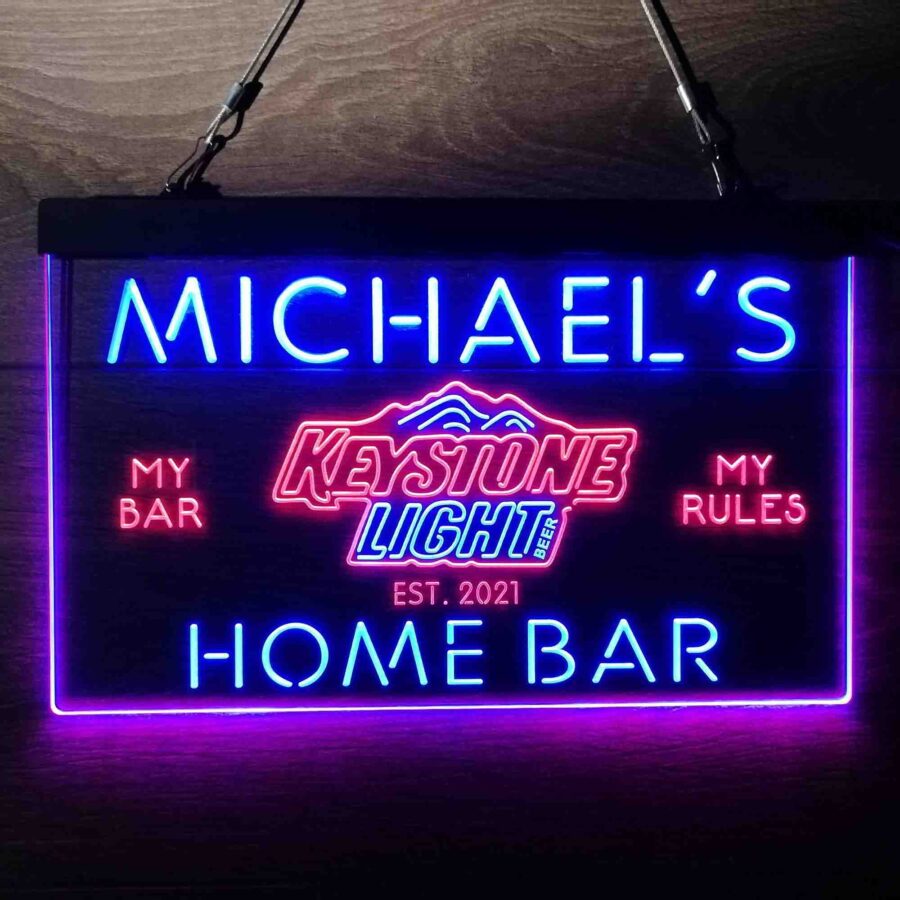 MICHAEL'S
MY
BAR
KEYSTONE
LIGHT
BEER
MY
RULES
EST. 2021
HOME BAR